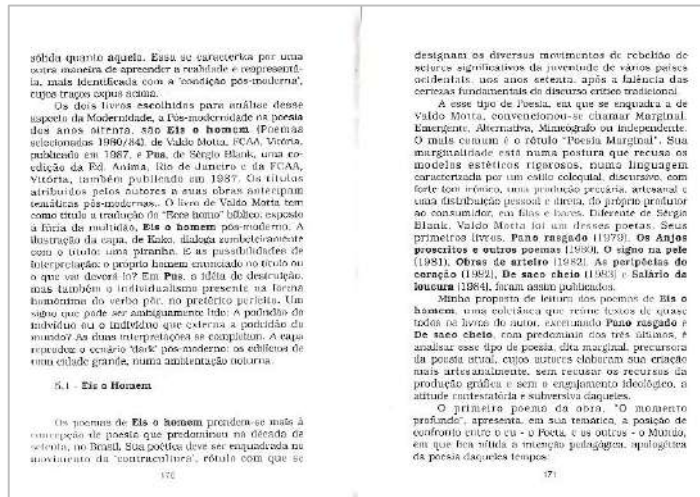 sólida quanto aquela. Essa se caracteriza por uma
outra maneira de apreender a realidade e reapresentá-
la, mais identificada com a "condição pós-moderna",
cujos traços expus acima.
Os dois livros escolhidos para análise desse
aspecto da Modernidade, a Pós-modernidade na poesia
dos anos oitenta, são Eis o homem (Poemas
selecionados 1980/84), de Valdo Motta, FCAA, Vitória,
publicado em 1987, e Pus, de Sérgio Blank, uma co-
edição da Ed. Anima, Rio de Janeiro e da FCAA,
Vitória, também publicado em 1987. Os títulos
atribuídos pelos autores a suas obras antecipam
temáticas pós-modernas.. O livro de Valdo Motta tem
como título a tradução do "Ecce homo" bíblico: exposto
à fúria da multidão, Eis o homem pós-moderno. A
ilustração da capa, de Kako, dialoga zombeteiramente
com o título: uma piranha. E as possibilidades de
interpretação: o próprio homem enunciado no título ou
o que vai devorá-lo? Em Pus, a idéia de destruição,
mas também o individualismo presente na forma
homônima do verbo pôr, no pretérito perfeito. Um
signo que pode ser ambiguamente lido: A podridão do
indivíduo ou o indivíduo que externa a podridão do
mundo? As duas interpretações se completam. A capa
reproduz o cenário "dark" pós-moderno: os edifícios de
uma cidade grande, numa ambientação noturna.
5.1 - Eis o Homem
Os poemas de Eis o homem prendem-se mais à
concepção de poesia que predominou na década de
setenta, no Brasil. Sua poética deve ser enquadrada no
movimento da "contracultura", rótulo com que se
170
designam os diversos movimentos de rebelião de
setores significativos da juventude de vários países
ocidentais, nos anos setenta, após a falência das
certezas fundamentais do discurso crítico tradicional.
A esse tipo de Poesia, em que se enquadra a de
Valdo Motta, convencionou-se chamar Marginal,
Emergente, Alternativa, Mimeógrafo ou Independente.
O mais comum é o rótulo "Poesia Marginal". Sua
marginalidade está numa postura que recusa os
modelos estéticos rigorosos, numa linguagem
caracterizada por um estilo coloquial, discursivo, com
forte tom irônico, uma produção precária, artesanal e
uma distribuição pessoal e direta, do próprio produtor
ao consumidor, em filas e bares. Diferente de Sérgio
Blank, Valdo Motta foi um desses poetas. Seus
primeiros livros, Pano rasgado (1979), Os Anjos
proscritos e outros poemas (1980), O signo na pele
(1981), Obras de arteiro (1982), As peripécias do
coração (1982), De saco cheio (1983) e Salário da
loucura (1984), foram assim publicados.
Minha proposta de leitura dos poemas de Eis o
homem, uma coletânea que reúne textos de quase
todos os livros do autor, excetuando Pano rasgado e
De saco cheio, com predomínio dos três últimos, é
analisar esse tipo de poesia, dita marginal, precursora
da poesia atual, cujos autores elaboram sua criação
mais artesanalmente, sem recusar os recursos da
produção gráfica e sem o engajamento ideológico, a
atitude contestatória e subversiva daqueles.
O primeiro poema da obra, "O momento
profundo", apresenta, em sua temática, a posição de
confronto entre o eu - o Poeta, e os outros - o Mundo,
em que fica nítida a intenção pedagógica, apologética
da poesia daqueles tempos:
171